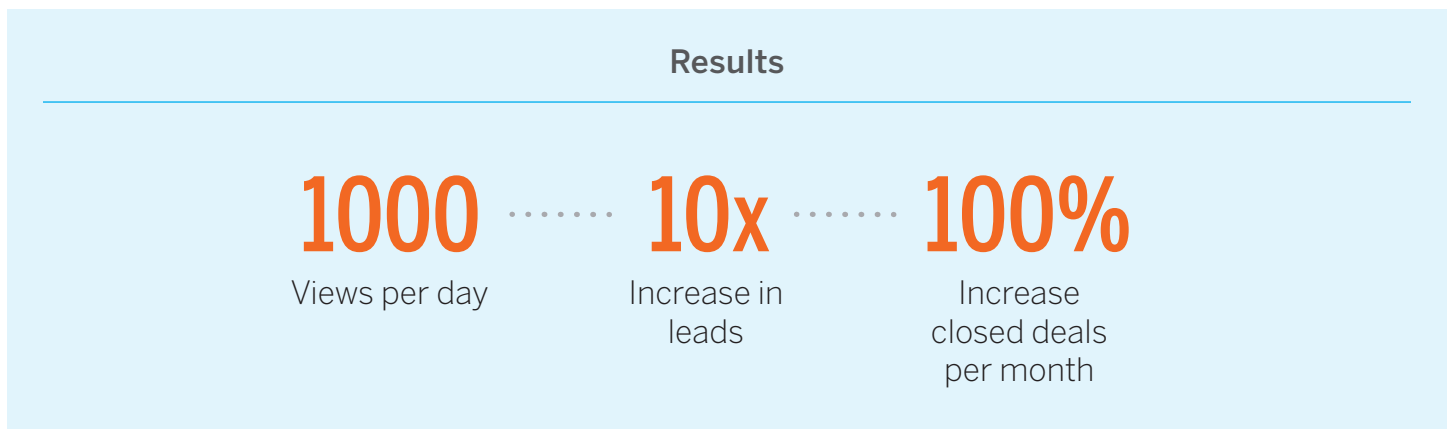 Results
1000
Views per day
10x
Increase in
leads
100%
Increase
closed deals
per month